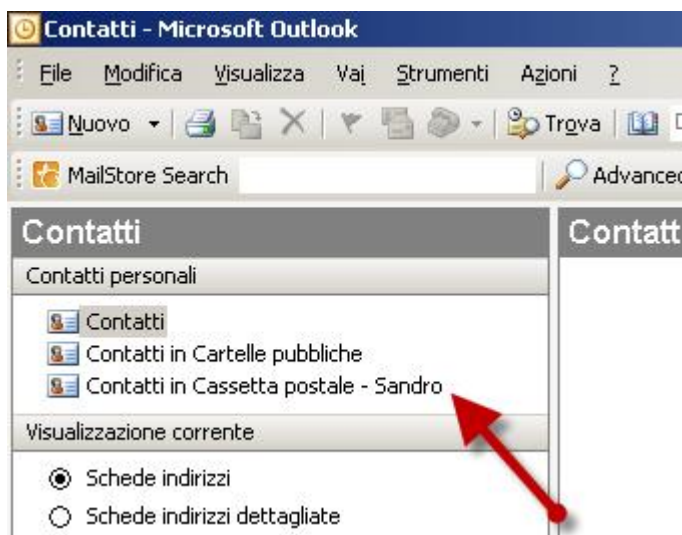 Contatti - Microsoft Outlook
File Modifica Visualizza Vai Strumenti Azioni ?
Nuovo Trova
MailStore Search Advanced
Contatti
Contatti personali
Contatti
Contatti in Cartelle pubbliche
Contatti in Cassetta postale - Sandro
Visualizzazione corrente
Schede indirizzi
Schede indirizzi dettagliate
Contatt